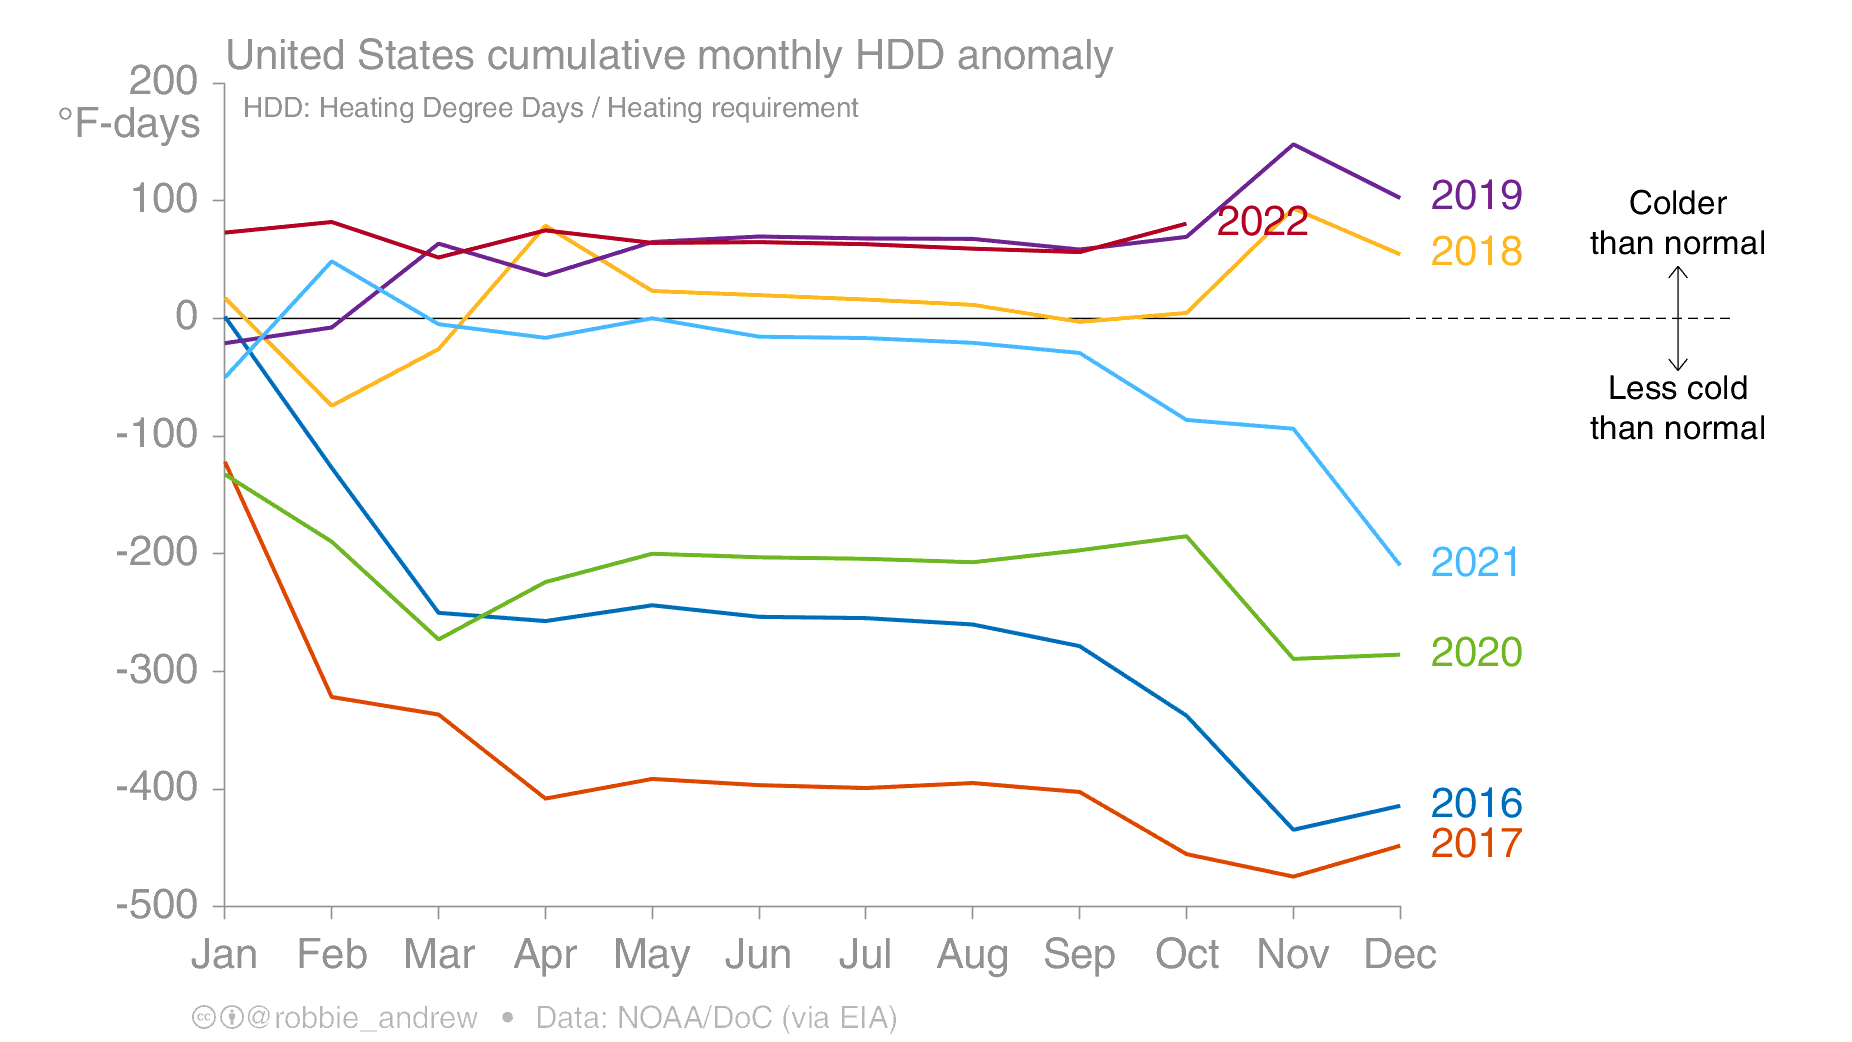 United States cumulative monthly HDD anomaly
200
°F-days
HDD: Heating Degree Days / Heating requirement
100
0
-100
-200
-300
-400
-500
2019
2022
2018
2021
2020
2016
2017
Colder
than normal
Less cold
than normal
Jan Feb Mar Apr May Jun Jul Aug Sep Oct Nov Dec
cc @robbie_andrew • Data: NOAA/DoC (via EIA)